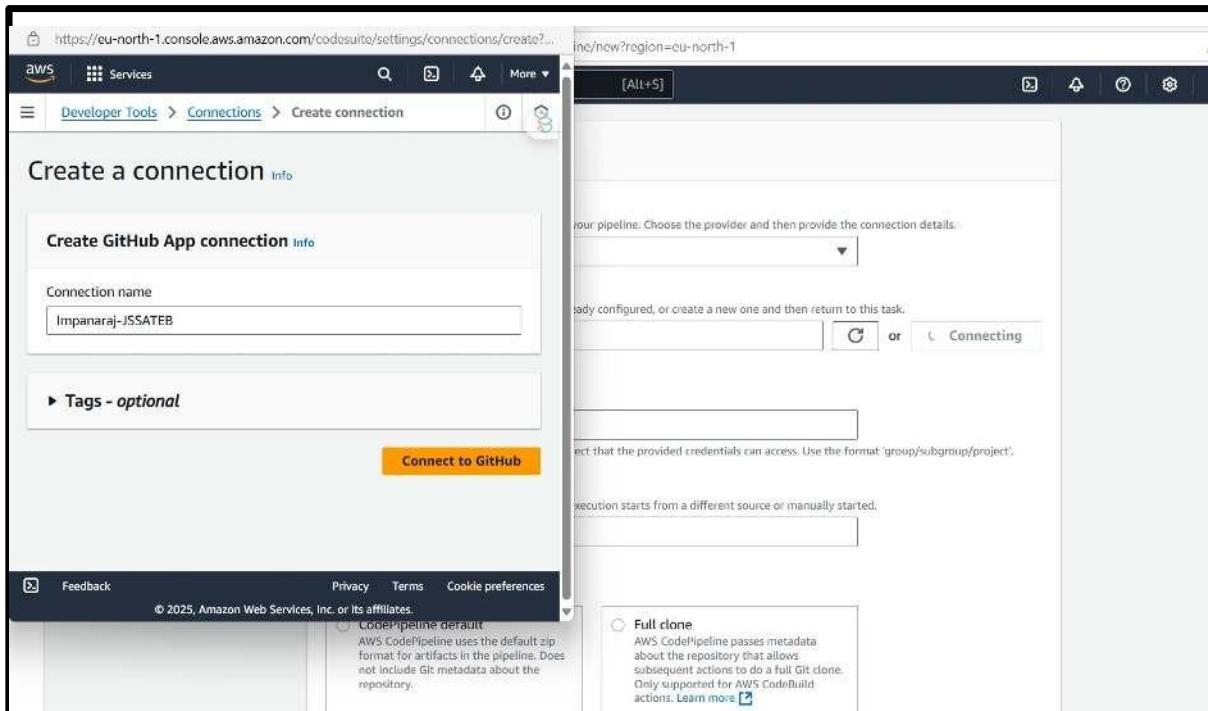 https://eu-north-1.console.aws.amazon.com/codesuite/settings/connections/create?...
ine/new?region=eu-north-1
aws
Services
More
[Alt+S]
Developer Tools > Connections > Create connection
Create a connection Info
Create GitHub App connection Info
Connection name
Impanaraj-JSSATEB
Tags - optional
Connect to GitHub
your pipeline. Choose the provider and then provide the connection details.
eady configured, or create a new one and then return to this task.
or
Connecting
ect that the provided credentials can access. Use the format 'group/subgroup/project'.
execution starts from a different source or manually started.
Feedback
Privacy Terms Cookie preferences
© 2025, Amazon Web Services, Inc. or its affiliates.
CodePipeline default
AWS CodePipeline uses the default zip
format for artifacts in the pipeline. Does
not include Git metadata about the
repository.
Full clone
AWS CodePipeline passes metadata
about the repository that allows
subsequent actions to do a full Git clone.
Only supported for AWS CodeBuild
actions. Learn more